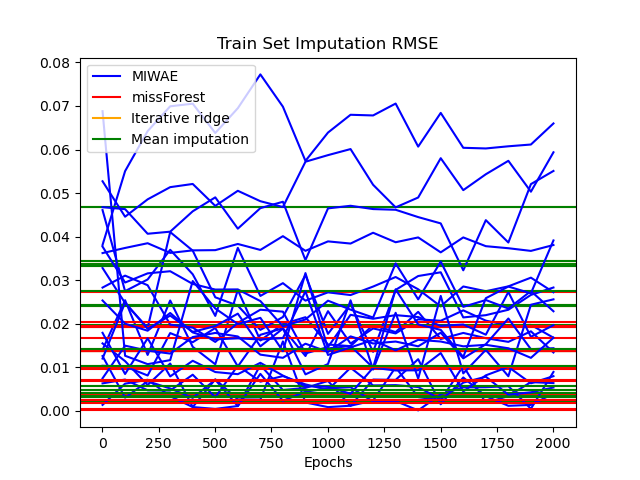 Train Set Imputation RMSE
0.08
0.07
0.06
0.05
0.04
0.03
0.02
0.01
0.00
MIWAE
missForest
Iterative ridge
Mean imputation
0 250 500 750 1000 1250 1500 1750 2000
Epochs